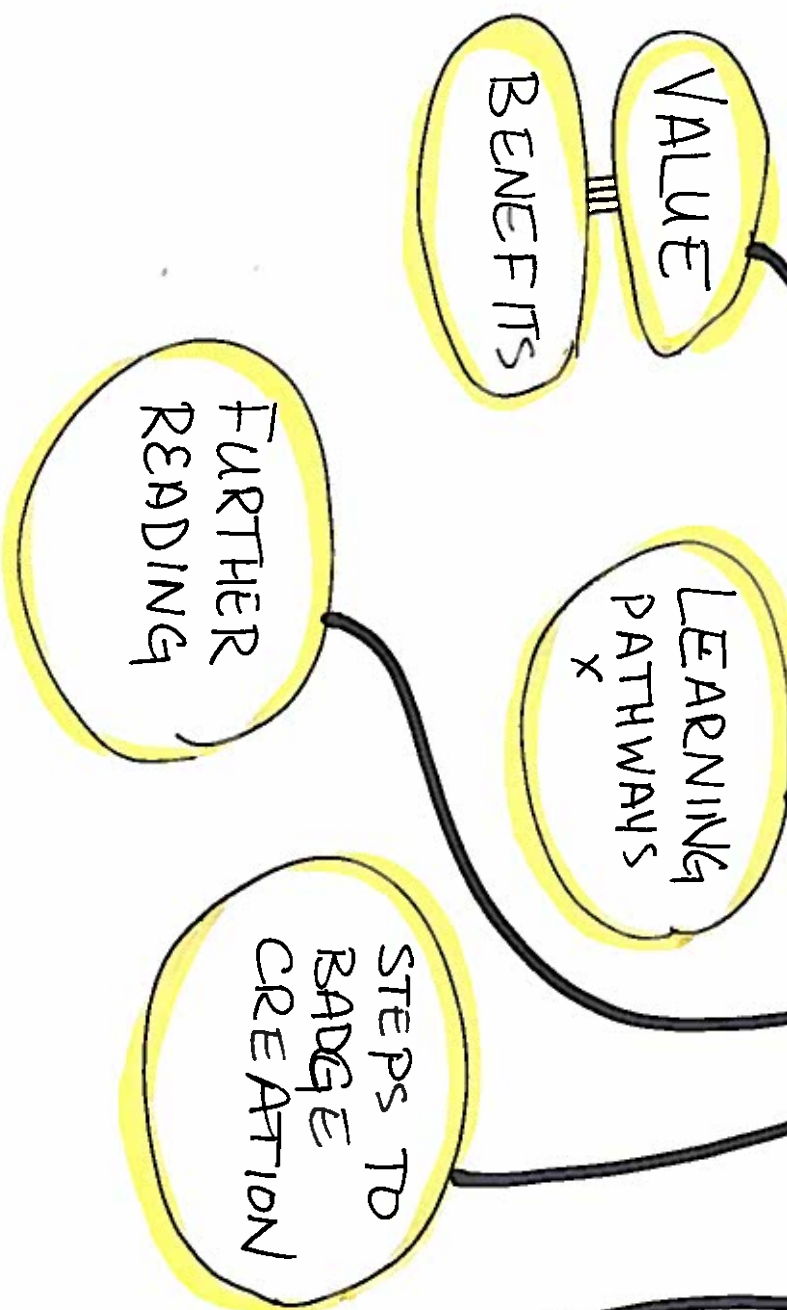 VALUE
BENEFITS
LEARNING
PATHWAYS
x
FURTHER
READING
STEPS TO
BADGE
CREATION